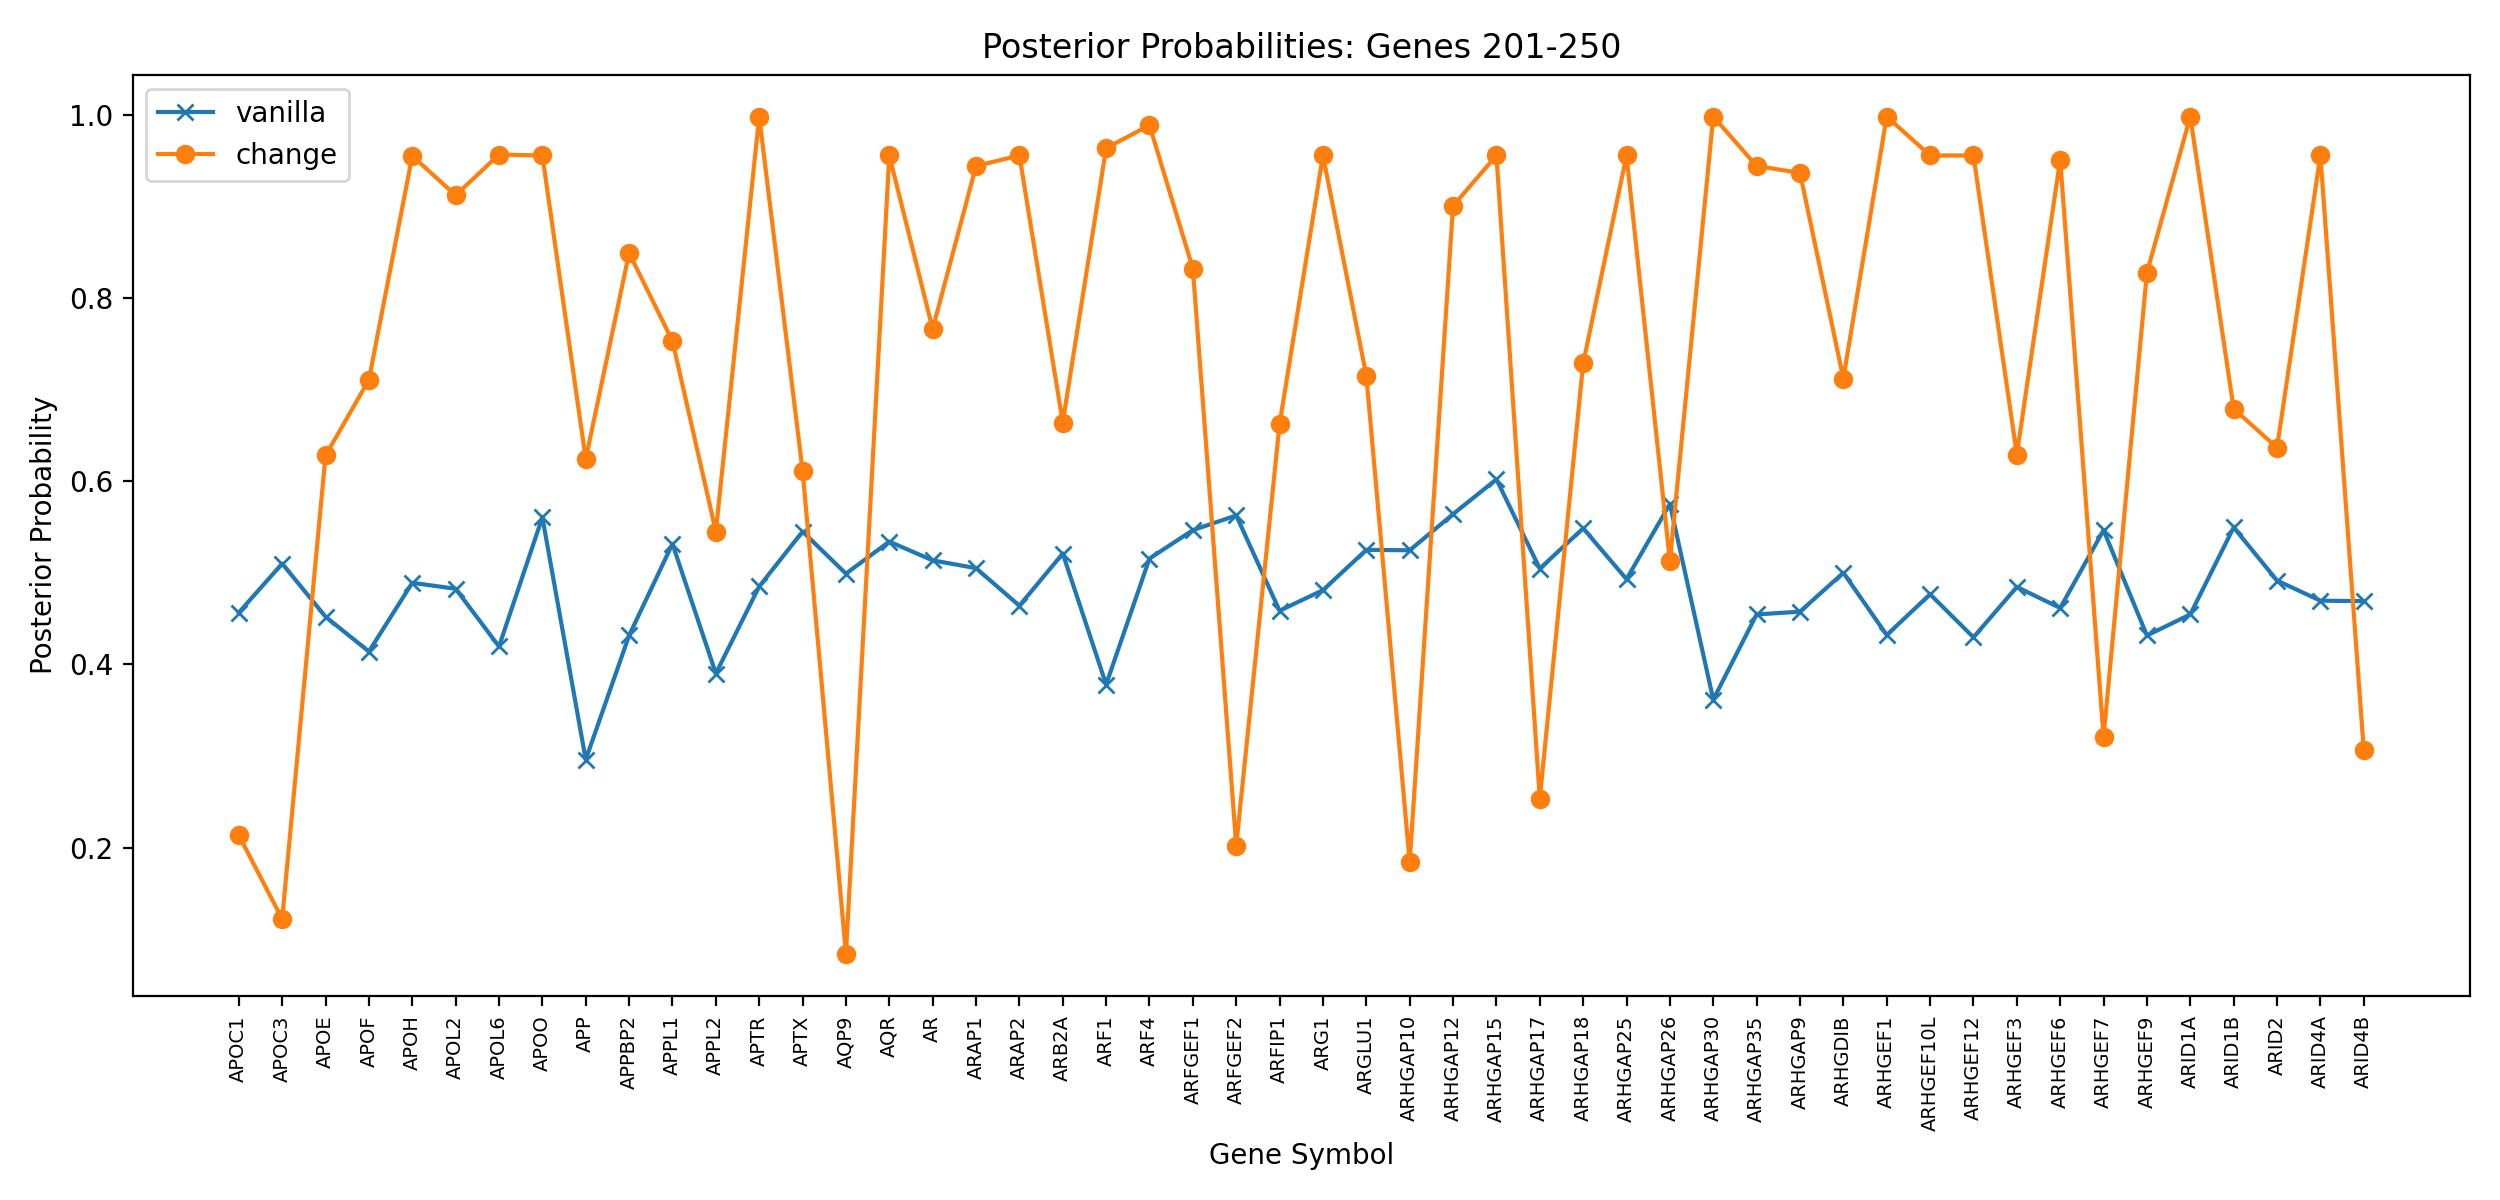 Posterior Probabilities: Genes 201-250
vanilla
change
Posterior Probability
1.0
0.8
0.6
0.4
0.2
APOC1
APOC3
APOE
APOF
APOH
APOL2
APOL6
APOO
APP
APPBP2
APPL1
APPL2
APTR
APTX
AQP9
AQR
AR
ARAP1
ARAP2
ARB2A
ARF1
ARF4
ARFGEF1
ARFGEF2
ARFIP1
ARG1
ARGLU1
ARHGAP10
ARHGAP12
ARHGAP15
ARHGAP17
ARHGAP18
ARHGAP25
ARHGAP26
ARHGAP30
ARHGAP35
ARHGAP9
ARHGDIB
ARHGEF1
ARHGEF10L
ARHGEF12
ARHGEF3
ARHGEF6
ARHGEF7
ARHGEF9
ARID1A
ARID1B
ARID2
ARID4A
ARID4B
Gene Symbol